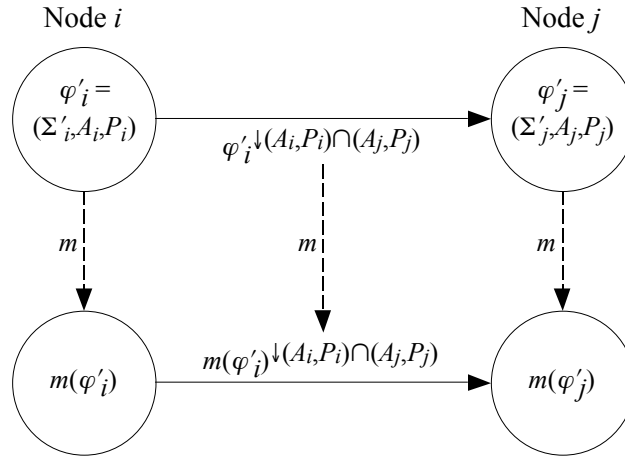 Node i
Node j
φ′i =
(Σ′i,Ai,Pi)
φ′j =
(Σ′j,Aj,Pj)
φ′i↓(Ai,Pi)∩(Aj,Pj)
m
m
m
m(φ′i)↓(Ai,Pi)∩(Aj,Pj)
m(φ′i)
m(φ′j)